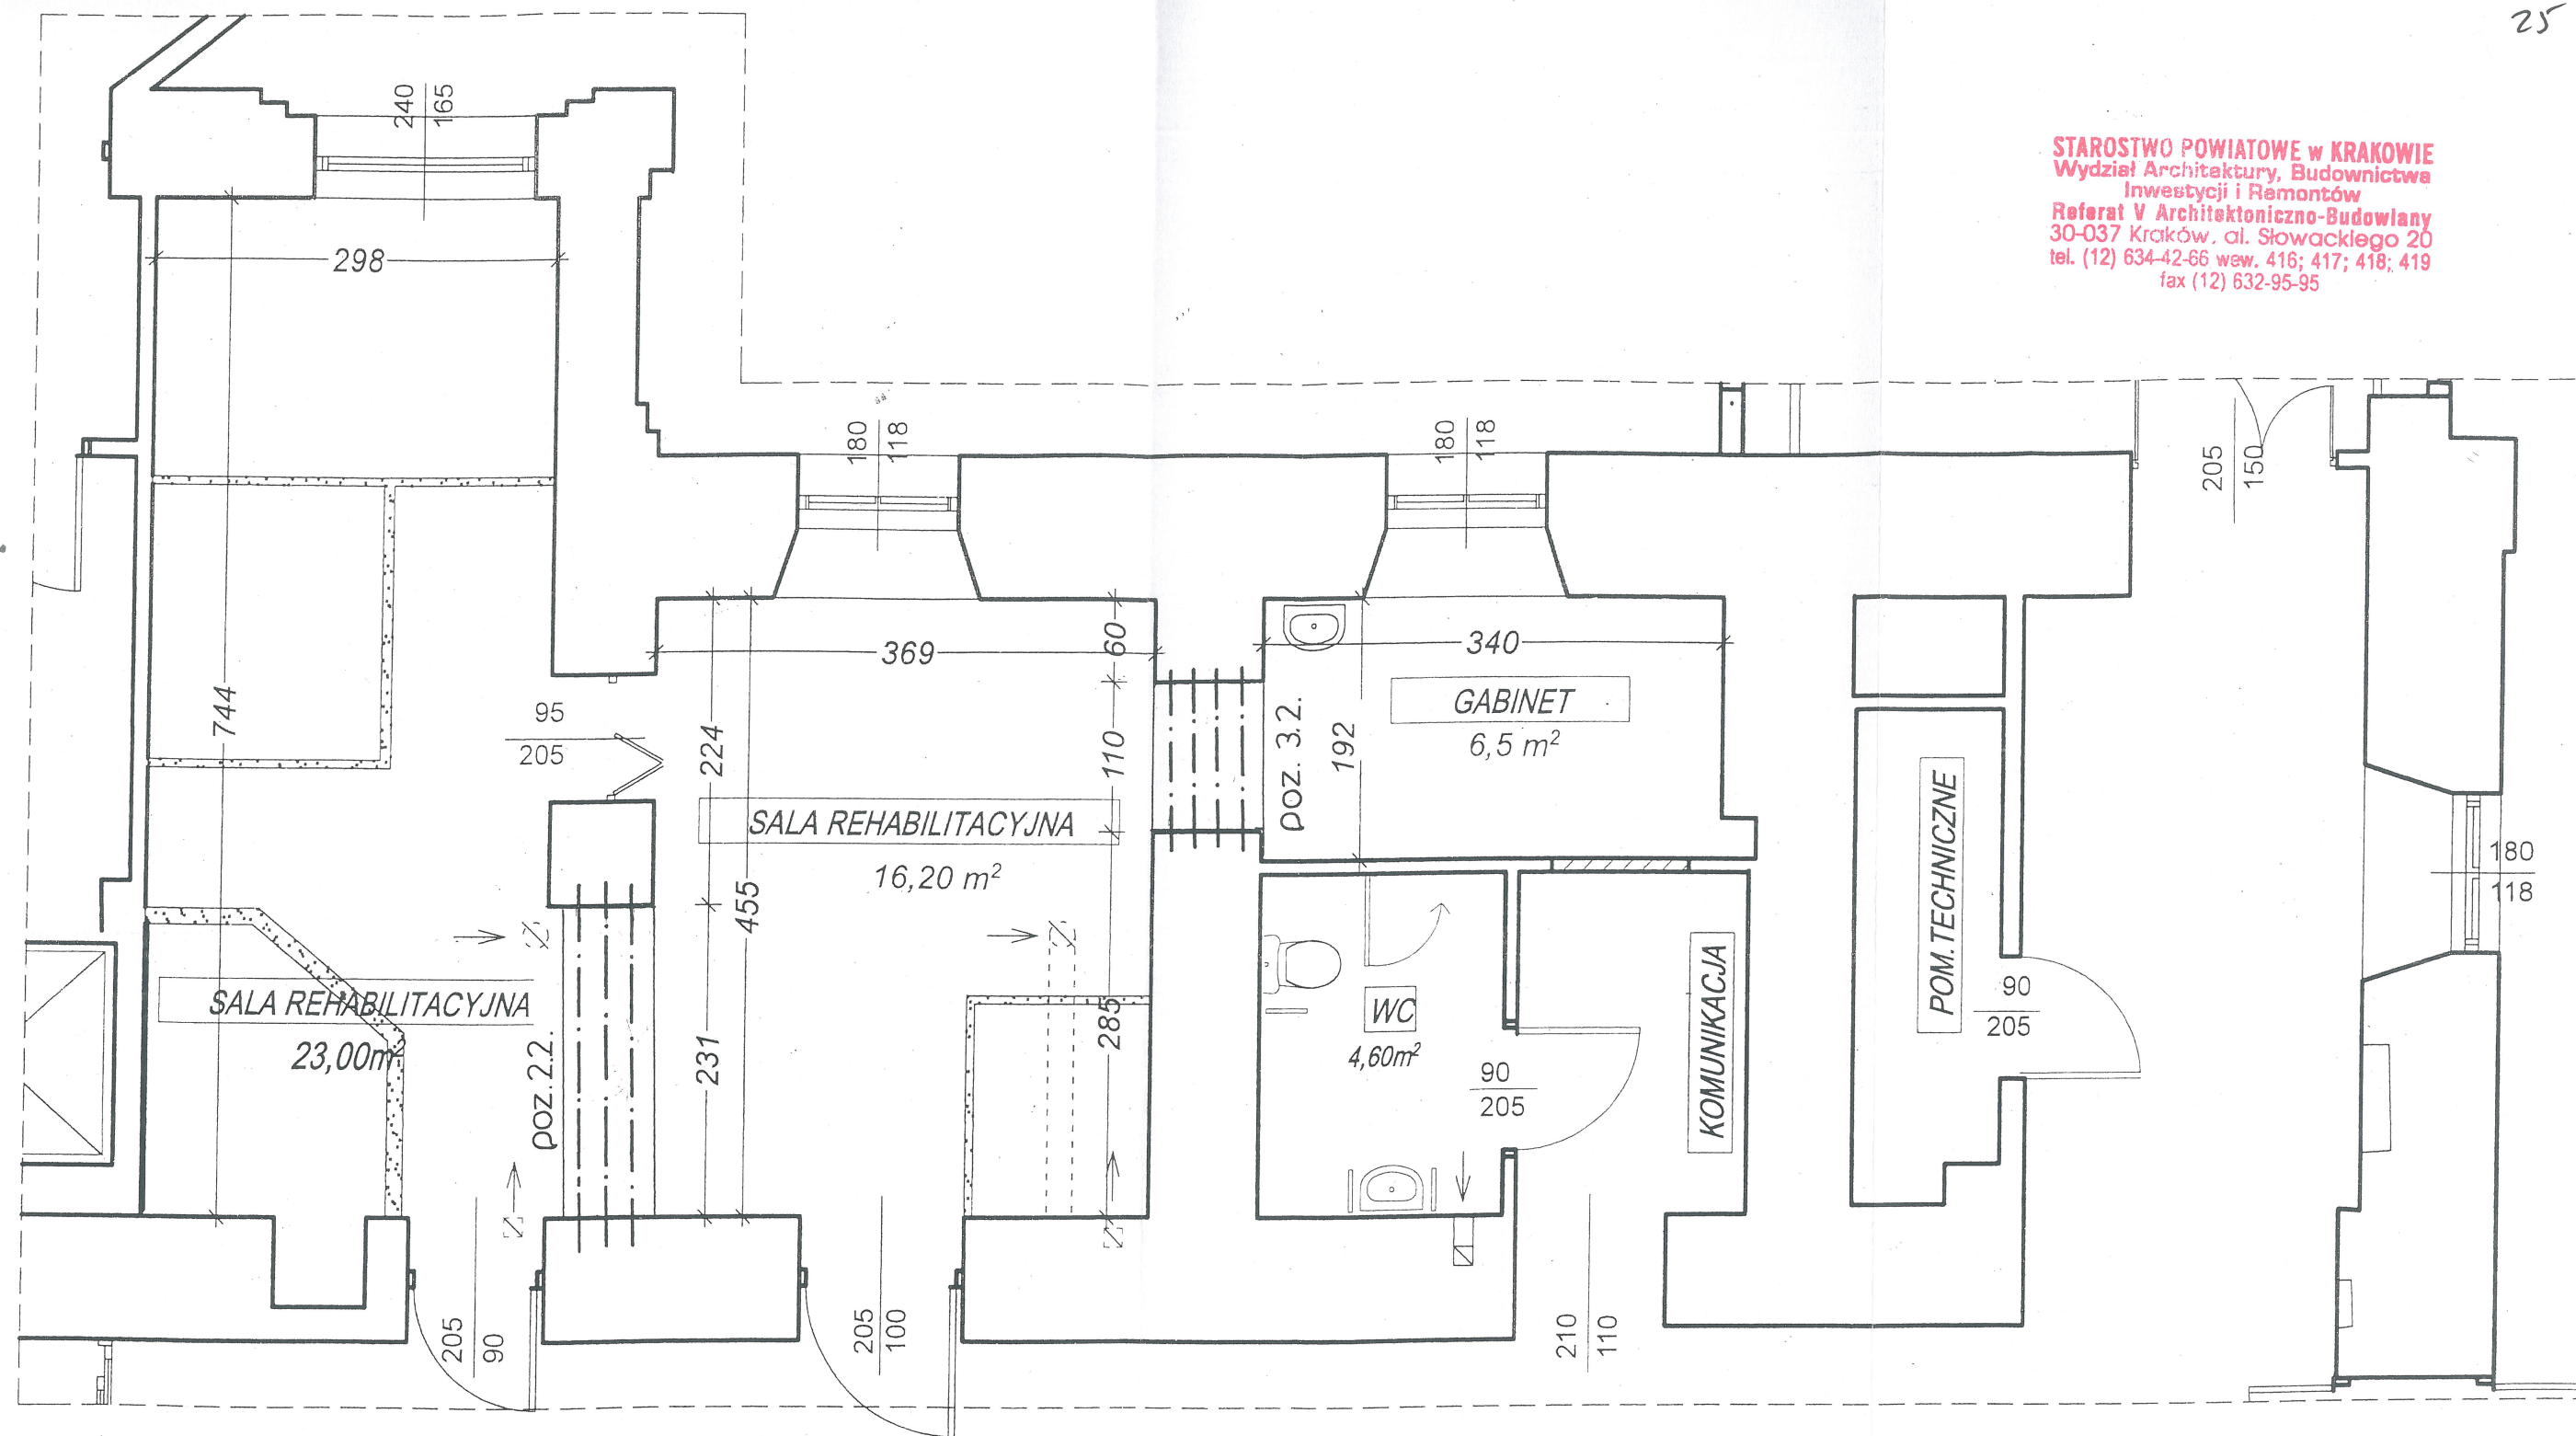 25
STAROSTWO POWIATOWE w KRAKOWIE
Wydział Architektury, Budownictwa
Inwestycji i Remontów
Referat V Architektoniczno-Budowlany
30-037 Kraków, al. Słowackiego 20
tel. (12) 634-42-66 wew. 416; 417; 418; 419
fax (12) 632-95-95
240
165
298
180
118
180
118
205
150
744
369
60
340
GABINET
6,5 m²
95
205
224
110
poz. 3.2.
192
SALA REHABILITACYJNA
16,20 m²
455
POM. TECHNICZNE
180
118
SALA REHABILITACYJNA
23,00m²
poz. 2.2.
231
285
WC
4,60m²
90
205
KOMUNIKACJA
90
205
205
90
205
100
210
110